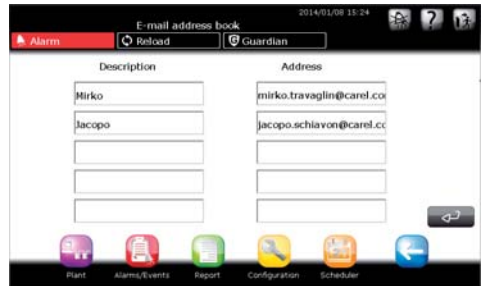 2014/01/08 15:24
E-mail address book
Alarm Reload Guardian
Description Address
Mirko mirko.travaglin@carel.co
Jacopo jacopo.schiavon@carel.cc
Plant Alarms/Events Report Configuration Scheduler